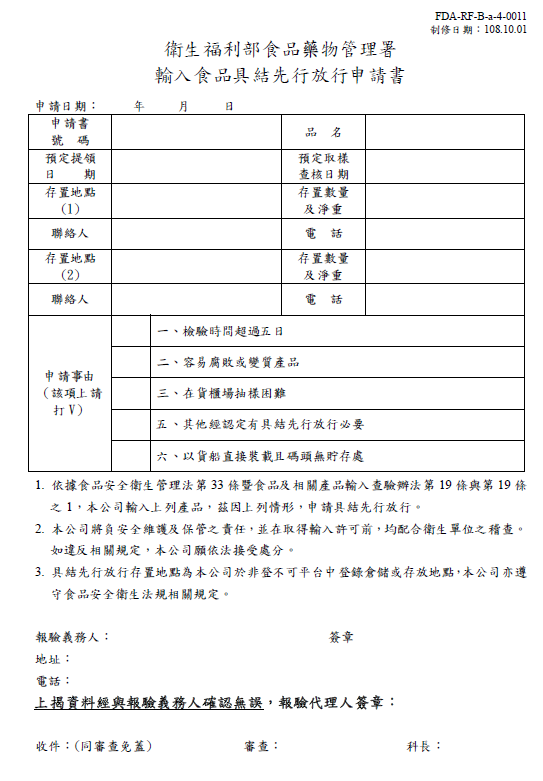 FDA-RF-B-a-4-0011
制修日期：108.10.01
衛生福利部食品藥物管理署
輸入食品具結先行放行申請書
申請日期：　　年　　月　　日
申請書
號　碼
品　名
預定提領
日　　期
預定取樣
查核日期
存置地點
(1)
存置數量
及淨重
聯絡人
電　話
存置地點
(2)
存置數量
及淨重
聯絡人
電　話
申請事由
（該項上請
打V）
一、檢驗時間超過五日
二、容易腐敗或變質產品
三、在貨櫃場抽樣困難
五、其他經認定有具結先行放行必要
六、以貨船直接裝載且碼頭無貯存處
1. 依據食品安全衛生管理法第33條暨食品及相關產品輸入查驗辦法第19條與第19條
之1，本公司輸入上列產品，茲因上列情形，申請具結先行放行。
2. 本公司將負安全維護及保管之責任，並在取得輸入許可前，均配合衛生單位之稽查。
如違反相關規定，本公司願依法接受處分。
3. 具結先行放行存置地點為本公司於非登不可平台中登錄倉儲或存放地點，本公司亦遵
守食品安全衛生法規相關規定。
報驗義務人：　　簽章
地址：
電話：
上揭資料經與報驗義務人確認無誤，報驗代理人簽章：
收件：(同審查免蓋)　　審查：　　科長：